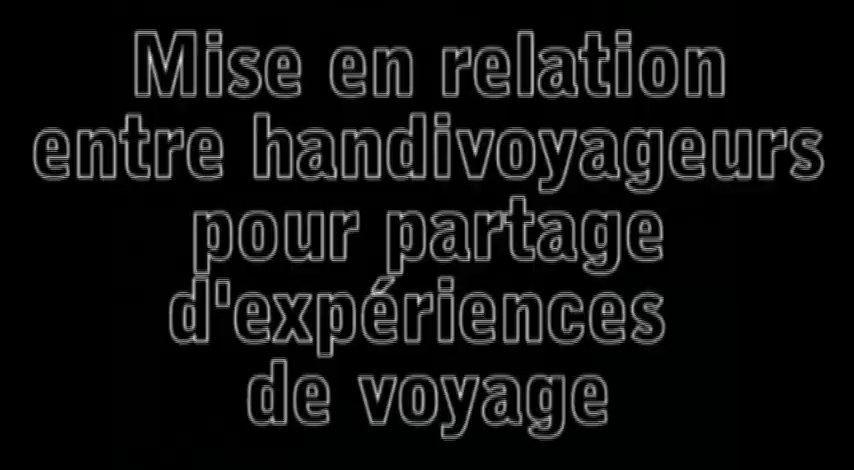 Mise en relation
entre handivoyageurs
pour partage
d'expériences
de voyage